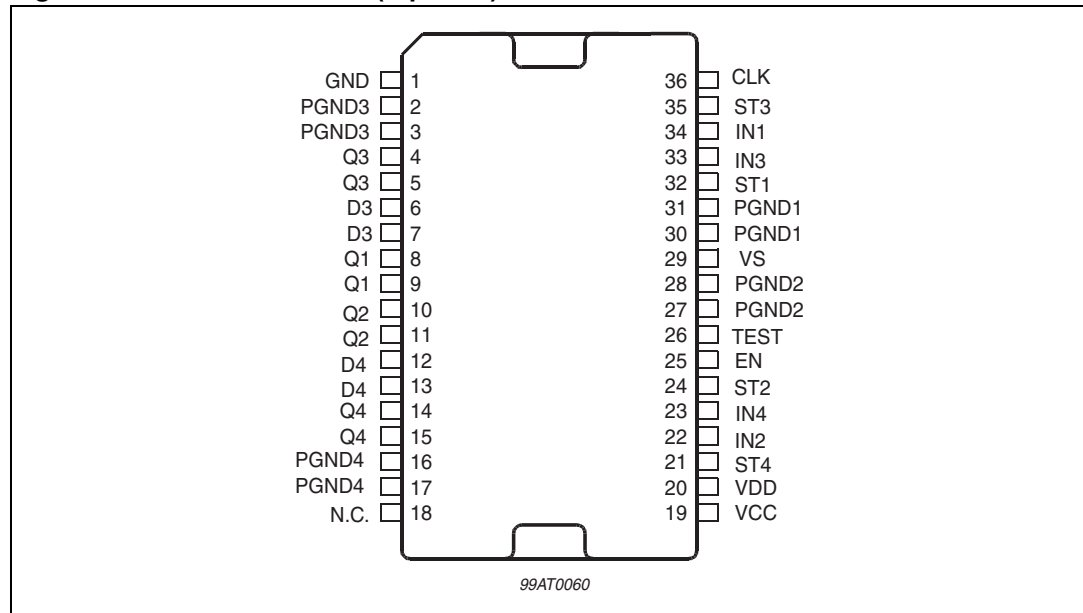 GND 1 36 CLK
PGND3 2 35 ST3
PGND3 3 34 IN1
Q3 4 33 IN3
Q3 5 32 ST1
D3 6 31 PGND1
D3 7 30 PGND1
Q1 8 29 VS
Q1 9 28 PGND2
Q2 10 27 PGND2
Q2 11 26 TEST
D4 12 25 EN
D4 13 24 ST2
Q4 14 23 IN4
Q4 15 22 IN2
PGND4 16 21 ST4
PGND4 17 20 VDD
N.C. 18 19 VCC
99AT0060